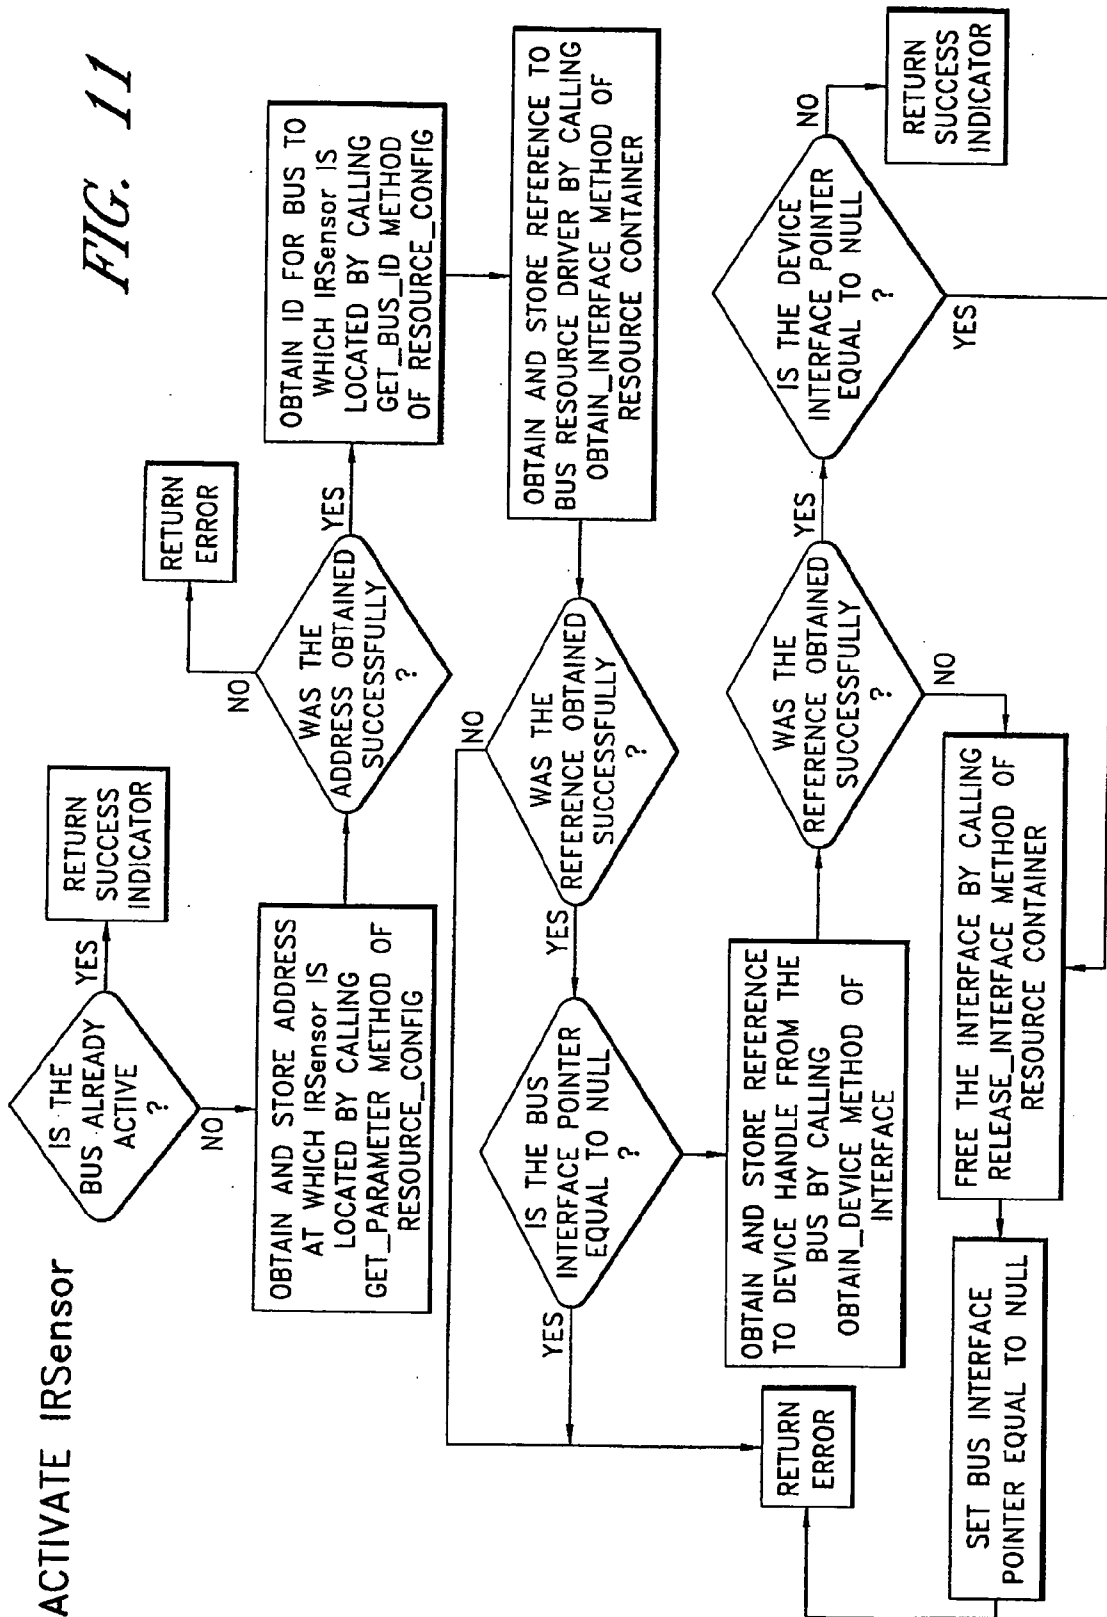 FIG. 11
ACTIVATE IRSensor
IS THE
BUS ALREADY
ACTIVE
?
YES
RETURN
SUCCESS
INDICATOR
NO
OBTAIN AND STORE ADDRESS
AT WHICH IRSensor IS
LOCATED BY CALLING
GET_PARAMETER METHOD OF
RESOURCE_CONFIG
WAS THE
ADDRESS OBTAINED
SUCCESSFULLY
?
NO
RETURN
ERROR
YES
OBTAIN ID FOR BUS TO
WHICH IRSensor IS
LOCATED BY CALLING
GET_BUS_ID METHOD
OF RESOURCE_CONFIG
OBTAIN AND STORE REFERENCE TO
BUS RESOURCE DRIVER BY CALLING
OBTAIN_INTERFACE METHOD OF
RESOURCE CONTAINER
WAS THE
REFERENCE OBTAINED
SUCCESSFULLY
?
NO
YES
IS THE BUS
INTERFACE POINTER
EQUAL TO NULL
?
YES
OBTAIN AND STORE REFERENCE
TO DEVICE HANDLE FROM THE
BUS BY CALLING
OBTAIN_DEVICE METHOD OF
INTERFACE
WAS THE
REFERENCE OBTAINED
SUCCESSFULLY
?
YES
NO
IS THE DEVICE
INTERFACE POINTER
EQUAL TO NULL
?
NO
RETURN
SUCCESS
INDICATOR
YES
FREE THE INTERFACE BY CALLING
RELEASE_INTERFACE METHOD OF
RESOURCE CONTAINER
SET BUS INTERFACE
POINTER EQUAL TO NULL
RETURN
ERROR